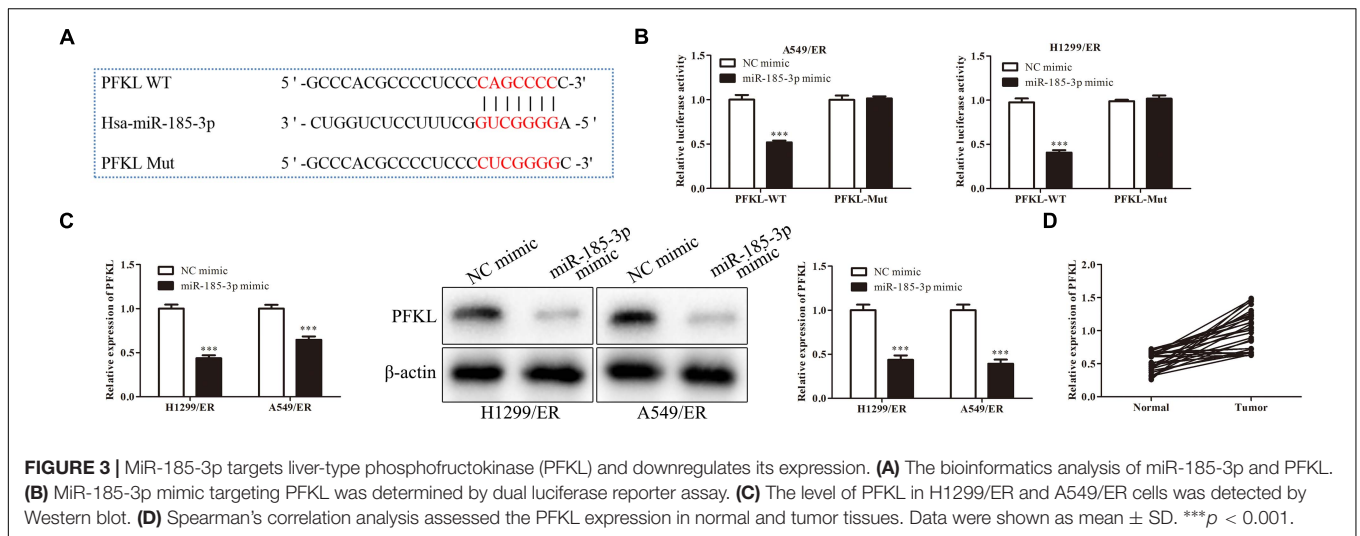 A
PFKL WT 5 ' -GCCCACGCCCCUCCCCAGCCCCC-3'
Hsa-miR-185-3p 3 ' - CUGGUCUCCUUUCGGUCGGGGA -5 '
PFKL Mut 5 ' -GCCCACGCCCCUCCCCUCGGGGC -3'
B
A549/ER
NC mimic
miR-185-3p mimic
Relative luciferase activity
1.5
1.0
0.5
0.0
***
PFKL-WT PFKL-Mut
H1299/ER
NC mimic
miR-185-3p mimic
Relative luciferase activity
1.5
1.0
0.5
0.0
***
PFKL-WT PFKL-Mut
C
NC mimic
miR-185-3p mimic
Relative expression of PFKL
1.5
1.0
0.5
0.0
***
***
H1299/ER A549/ER
NC mimic miR-185-3p mimic NC mimic miR-185-3p mimic
PFKL
β-actin
H1299/ER A549/ER
NC mimic
miR-185-3p mimic
Relative expression of PFKL
1.5
1.0
0.5
0.0
***
***
H1299/ER A549/ER
D
Relative expression of PFKL
2.0
1.5
1.0
0.5
0.0
Normal Tumor
FIGURE 3 | MiR-185-3p targets liver-type phosphofructokinase (PFKL) and downregulates its expression. (A) The bioinformatics analysis of miR-185-3p and PFKL.
(B) MiR-185-3p mimic targeting PFKL was determined by dual luciferase reporter assay. (C) The level of PFKL in H1299/ER and A549/ER cells was detected by
Western blot. (D) Spearman's correlation analysis assessed the PFKL expression in normal and tumor tissues. Data were shown as mean ± SD. ***p < 0.001.